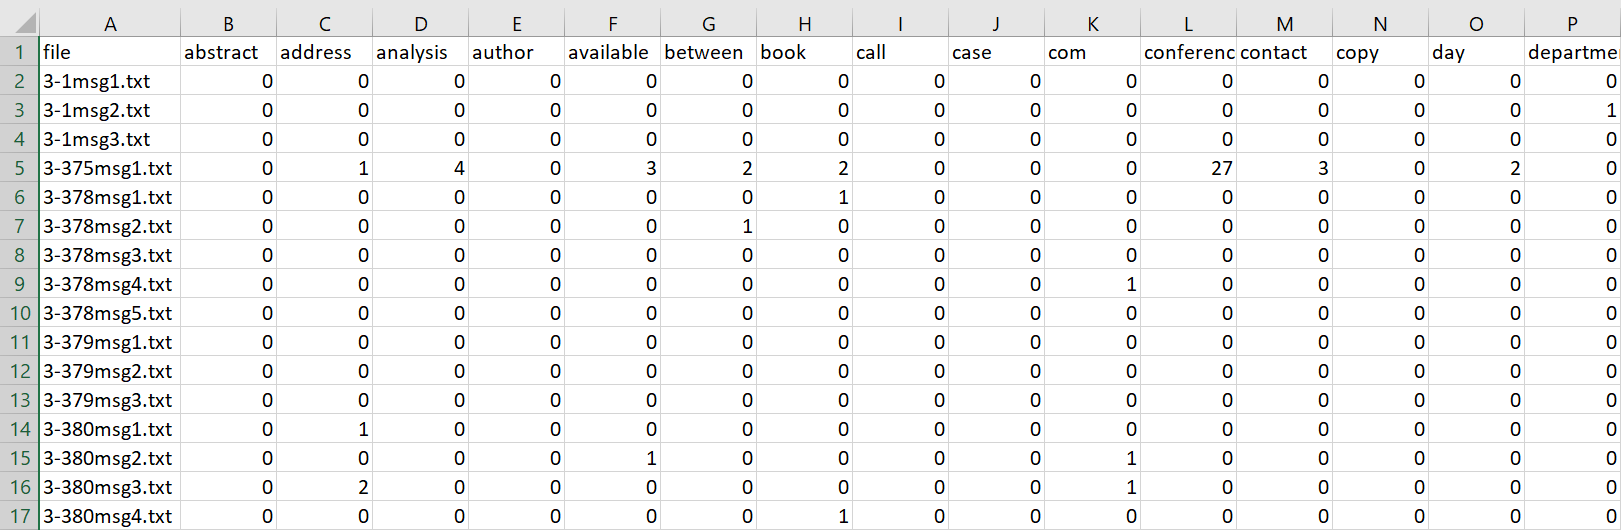 A B C D E F G H I J K L M N O P
1 file abstract address analysis author available between book call case com conferenc contact copy day departme
2 3-1msg1.txt 0 0 0 0 0 0 0 0 0 0 0 0 0 0 0
3 3-1msg2.txt 0 0 0 0 0 0 0 0 0 0 0 0 0 0 1
4 3-1msg3.txt 0 0 0 0 0 0 0 0 0 0 0 0 0 0 0
5 3-375msg1.txt 0 1 4 0 3 2 2 0 0 0 27 3 0 2 0
6 3-378msg1.txt 0 0 0 0 0 0 1 0 0 0 0 0 0 0 0
7 3-378msg2.txt 0 0 0 0 0 1 0 0 0 0 0 0 0 0 0
8 3-378msg3.txt 0 0 0 0 0 0 0 0 0 0 0 0 0 0 0
9 3-378msg4.txt 0 0 0 0 0 0 0 0 0 1 0 0 0 0 0
10 3-378msg5.txt 0 0 0 0 0 0 0 0 0 0 0 0 0 0 0
11 3-379msg1.txt 0 0 0 0 0 0 0 0 0 0 0 0 0 0 0
12 3-379msg2.txt 0 0 0 0 0 0 0 0 0 0 0 0 0 0 0
13 3-379msg3.txt 0 0 0 0 0 0 0 0 0 0 0 0 0 0 0
14 3-380msg1.txt 0 1 0 0 0 0 0 0 0 0 0 0 0 0 0
15 3-380msg2.txt 0 0 0 0 1 0 0 0 0 1 0 0 0 0 0
16 3-380msg3.txt 0 2 0 0 0 0 0 0 0 1 0 0 0 0 0
17 3-380msg4.txt 0 0 0 0 0 0 1 0 0 0 0 0 0 0 0